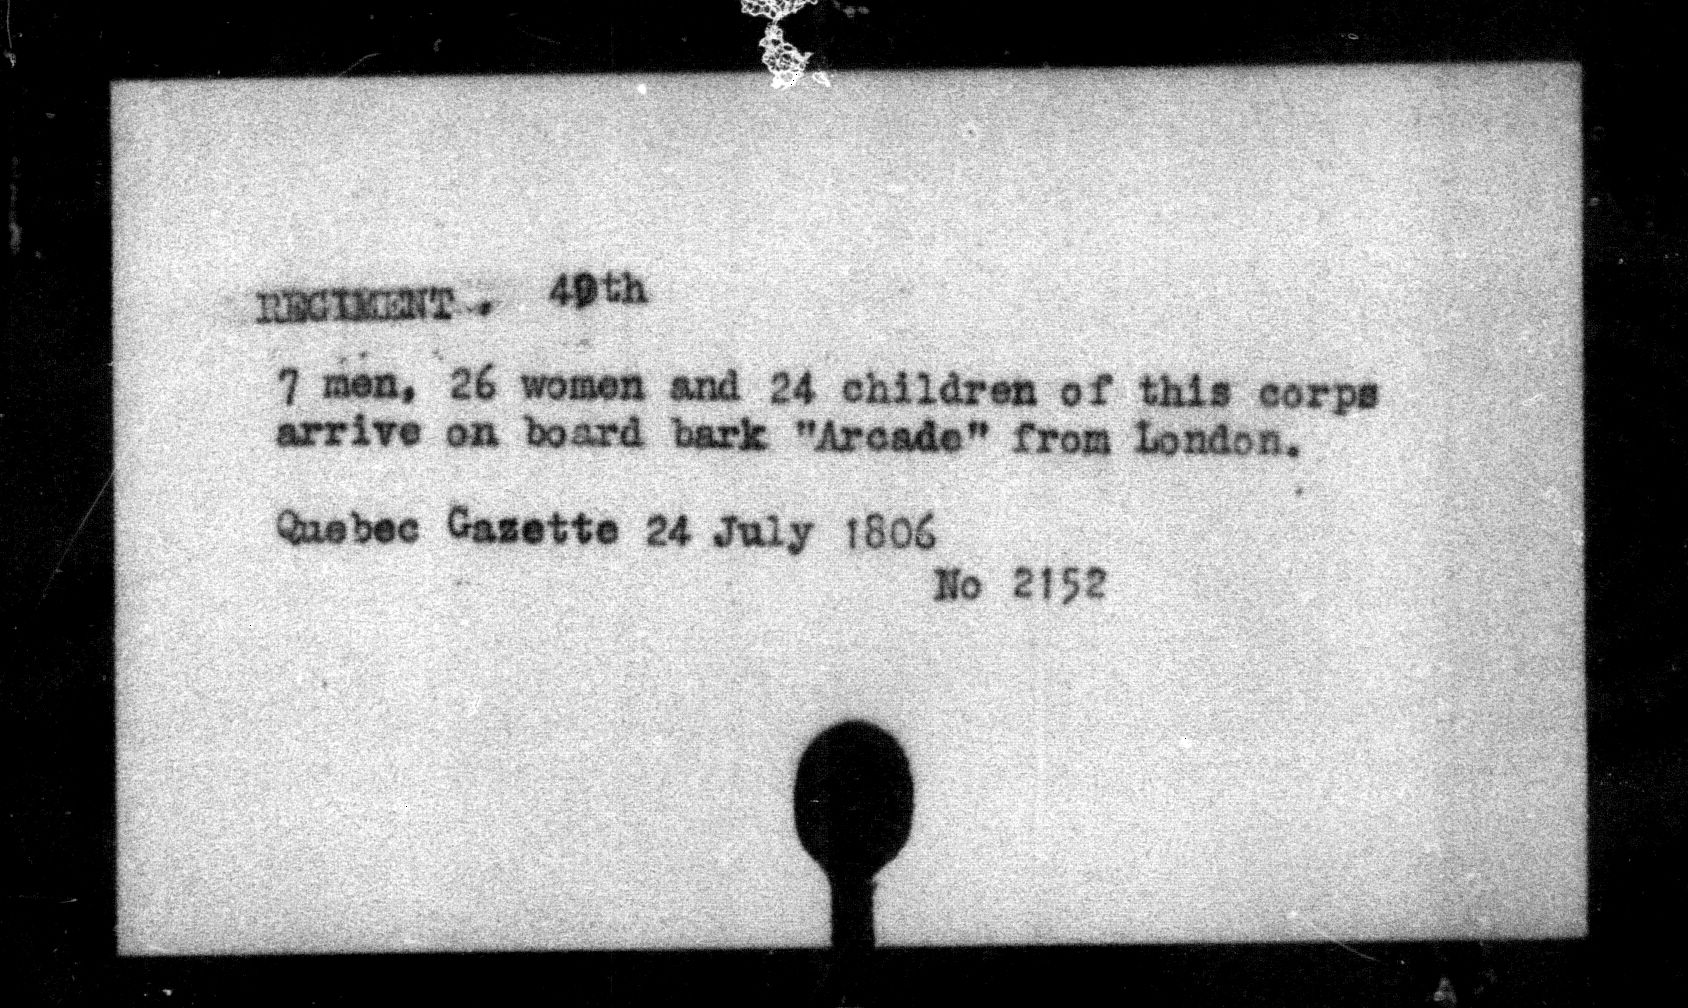 REGIMENT. 49th
7 men, 26 women and 24 children of this corps
arrive on board bark "Arcade" from London.
Quebec Gazette 24 July 1806
No 2152